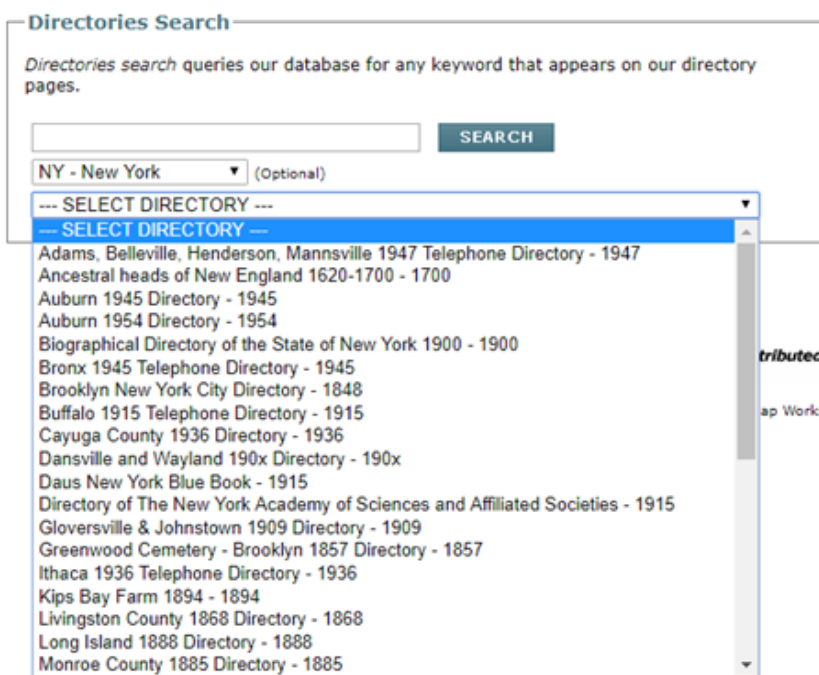 Directories Search
Directories search queries our database for any keyword that appears on our directory
pages.
SEARCH
NY - New York (Optional)
--- SELECT DIRECTORY ---
--- SELECT DIRECTORY ---
Adams, Belleville, Henderson, Mannsville 1947 Telephone Directory - 1947
Ancestral heads of New England 1620-1700 - 1700
Auburn 1945 Directory - 1945
Auburn 1954 Directory - 1954
Biographical Directory of the State of New York 1900 - 1900
Bronx 1945 Telephone Directory - 1945
tributed
Brooklyn New York City Directory - 1848
Buffalo 1915 Telephone Directory - 1915
ap Work
Cayuga County 1936 Directory - 1936
Dansville and Wayland 190x Directory - 190x
Daus New York Blue Book - 1915
Directory of The New York Academy of Sciences and Affiliated Societies - 1915
Gloversville & Johnstown 1909 Directory - 1909
Greenwood Cemetery - Brooklyn 1857 Directory - 1857
Ithaca 1936 Telephone Directory - 1936
Kips Bay Farm 1894 - 1894
Livingston County 1868 Directory - 1868
Long Island 1888 Directory - 1888
Monroe County 1885 Directory - 1885